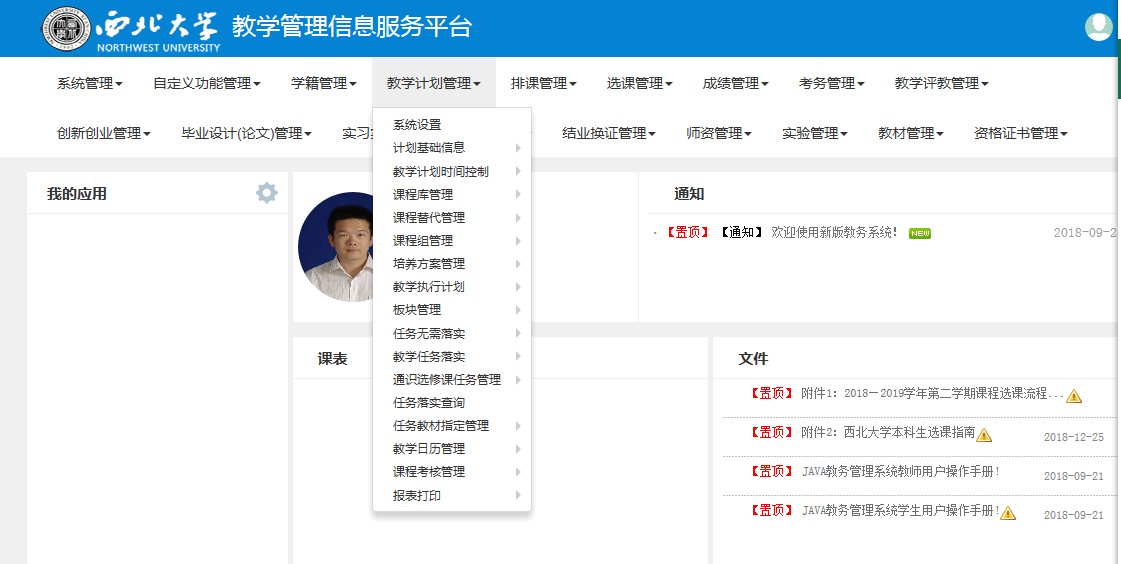 西北大学 教学管理信息服务平台
NORTHWEST UNIVERSITY
系统管理 自定义功能管理 学籍管理 教学计划管理 排课管理 选课管理 成绩管理 考务管理 教学评教管理
创新创业管理 毕业设计(论文)管理 实习 结业换证管理 师资管理 实验管理 教材管理 资格证书管理
系统设置
计划基础信息
教学计划时间控制
课程库管理
课程替代管理
课程组管理
培养方案管理
教学执行计划
板块管理
任务无需落实
教学任务落实
通识选修课任务管理
任务落实查询
任务教材指定管理
教学日历管理
课程考核管理
报表打印
我的应用
通知
【置顶】 【通知】 欢迎使用新版教务系统! NEW 2018-09-2
课表
文件
【置顶】 附件1: 2018—2019学年第二学期课程选课流程...
【置顶】 附件2: 西北大学本科生选课指南 2018-12-25
【置顶】 JAVA教务管理系统教师用户操作手册! 2018-09-21
【置顶】 JAVA教务管理系统学生用户操作手册! 2018-09-21